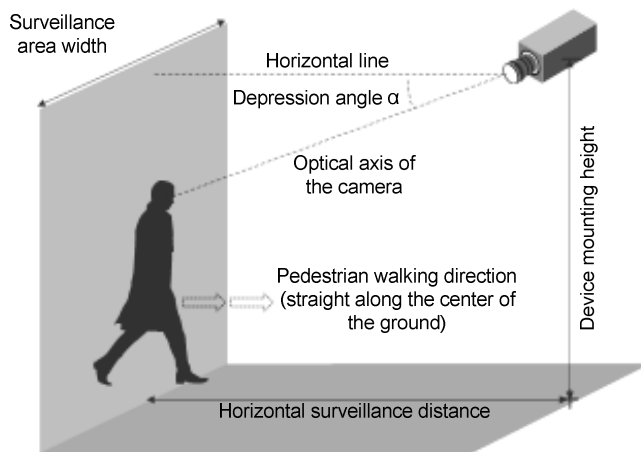 Surveillance
area width
Horizontal line
Depression angle α
Optical axis of
the camera
Device mounting height
Pedestrian walking direction
(straight along the center of
the ground)
Horizontal surveillance distance